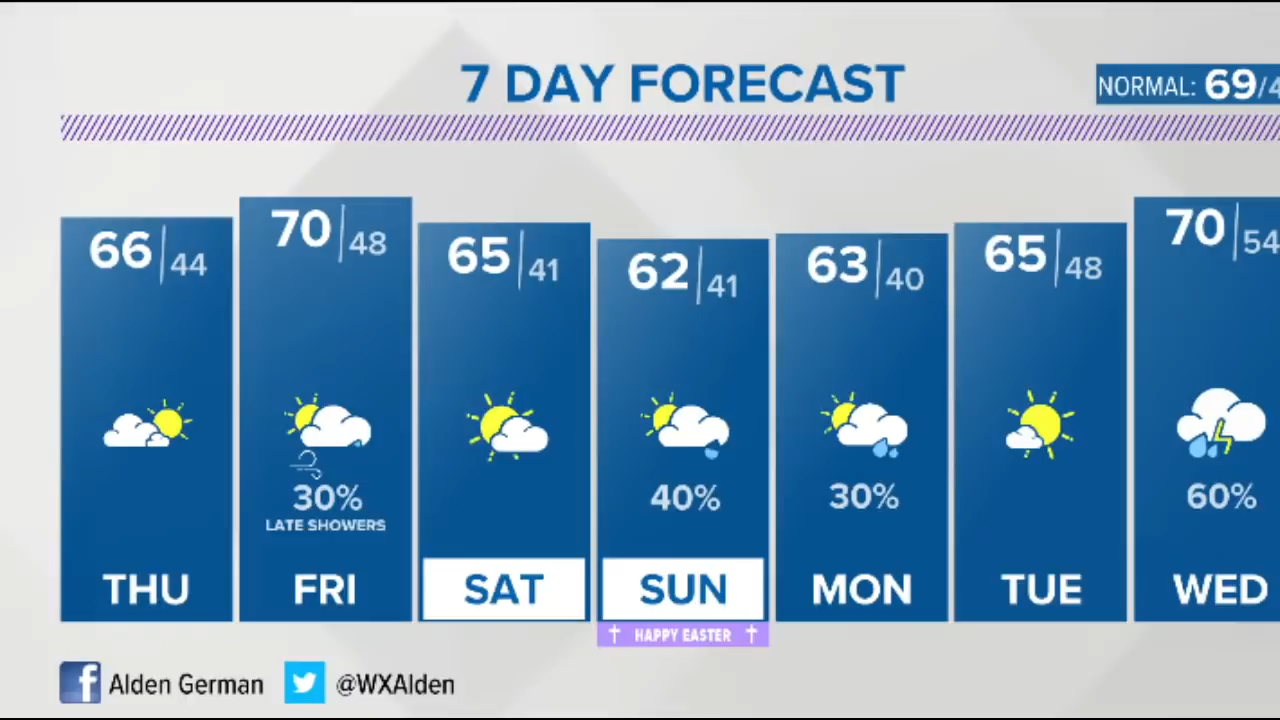 7 DAY FORECAST
NORMAL: 69/4
66 44
70 48
65 41
62 41
63 40
65 48
70 54
30%
40%
30%
60%
LATE SHOWERS
THU FRI SAT SUN MON TUE WED
HAPPY EASTER
f Alden German @WXAlden